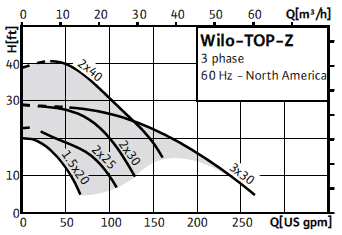 0 10 20 30 40 50 60 Q[m³/h]
H[ft]
Wilo-TOP-Z
3 phase
60 Hz - North America
40
30
10
0
2x40
1,5x20
2x25
2x30
3x30
0 50 100 150 200 250 Q[US gpm]